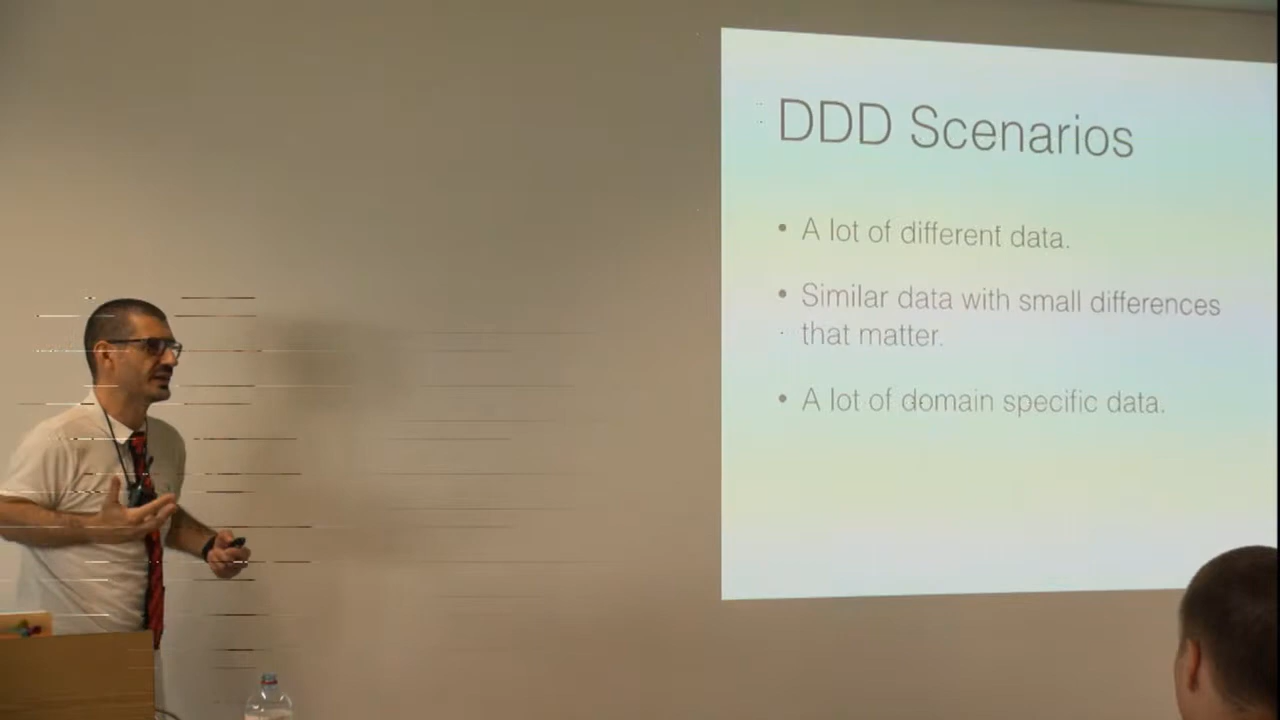 DDD Scenarios
• A lot of different data.
• Similar data with small differences
that matter.
• A lot of domain specific data.